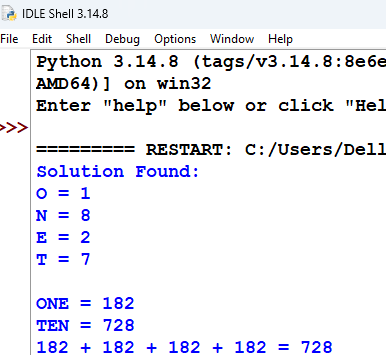 IDLE Shell 3.14.8
File Edit Shell Debug Options Window Help
Python 3.14.8 (tags/v3.14.8:8e6e
AMD64)] on win32
Enter "help" below or click "Hel
>>>
========= RESTART: C:/Users/Dell
Solution Found:
O = 1
N = 8
E = 2
T = 7
ONE = 182
TEN = 728
182 + 182 + 182 + 182 = 728